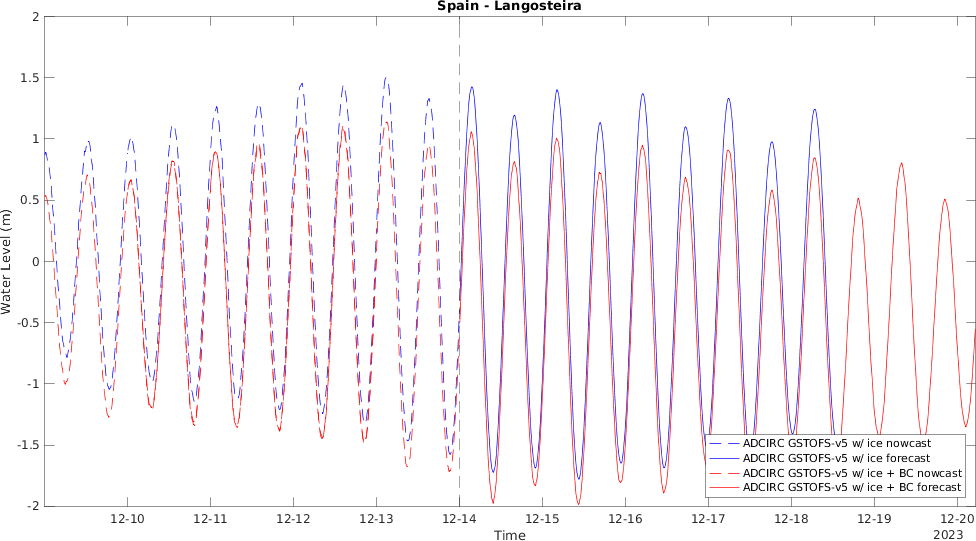 Spain - Langosteira
2
1.5
1
0.5
0
-0.5
-1
-1.5
-2
Water Level (m)
12-10 12-11 12-12 12-13 12-14 12-15 12-16 12-17 12-18 12-19 12-20
Time
2023
ADCIRC GSTOFS-v5 w/ ice nowcast
ADCIRC GSTOFS-v5 w/ ice forecast
ADCIRC GSTOFS-v5 w/ ice + BC nowcast
ADCIRC GSTOFS-v5 w/ ice + BC forecast